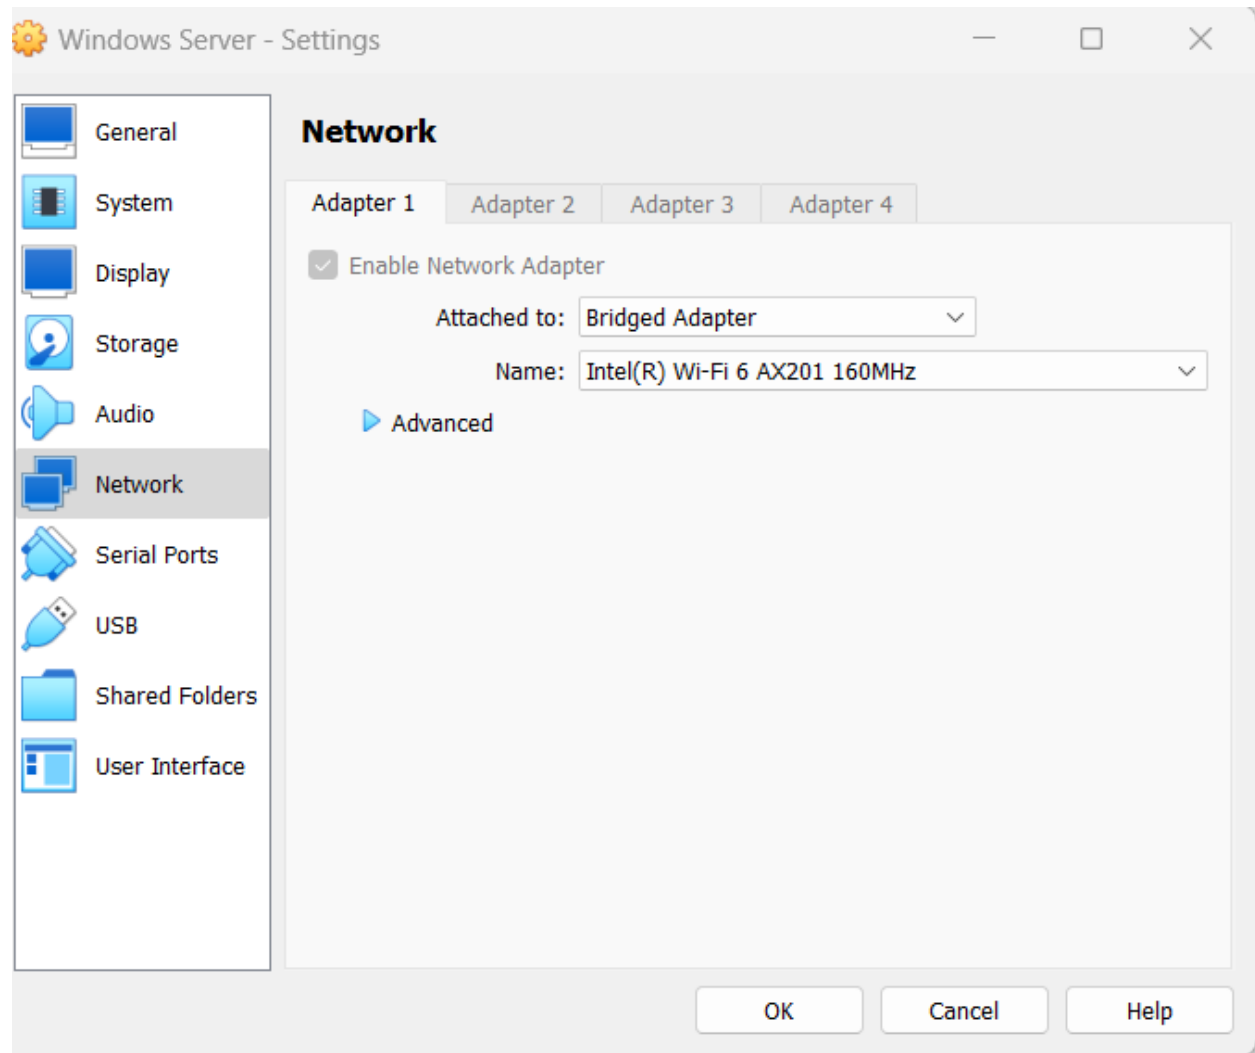 Windows Server - Settings
General
System
Display
Storage
Audio
Network
Serial Ports
USB
Shared Folders
User Interface
Network
Adapter 1
Adapter 2
Adapter 3
Adapter 4
Enable Network Adapter
Attached to: Bridged Adapter
Name: Intel(R) Wi-Fi 6 AX201 160MHz
Advanced
OK
Cancel
Help